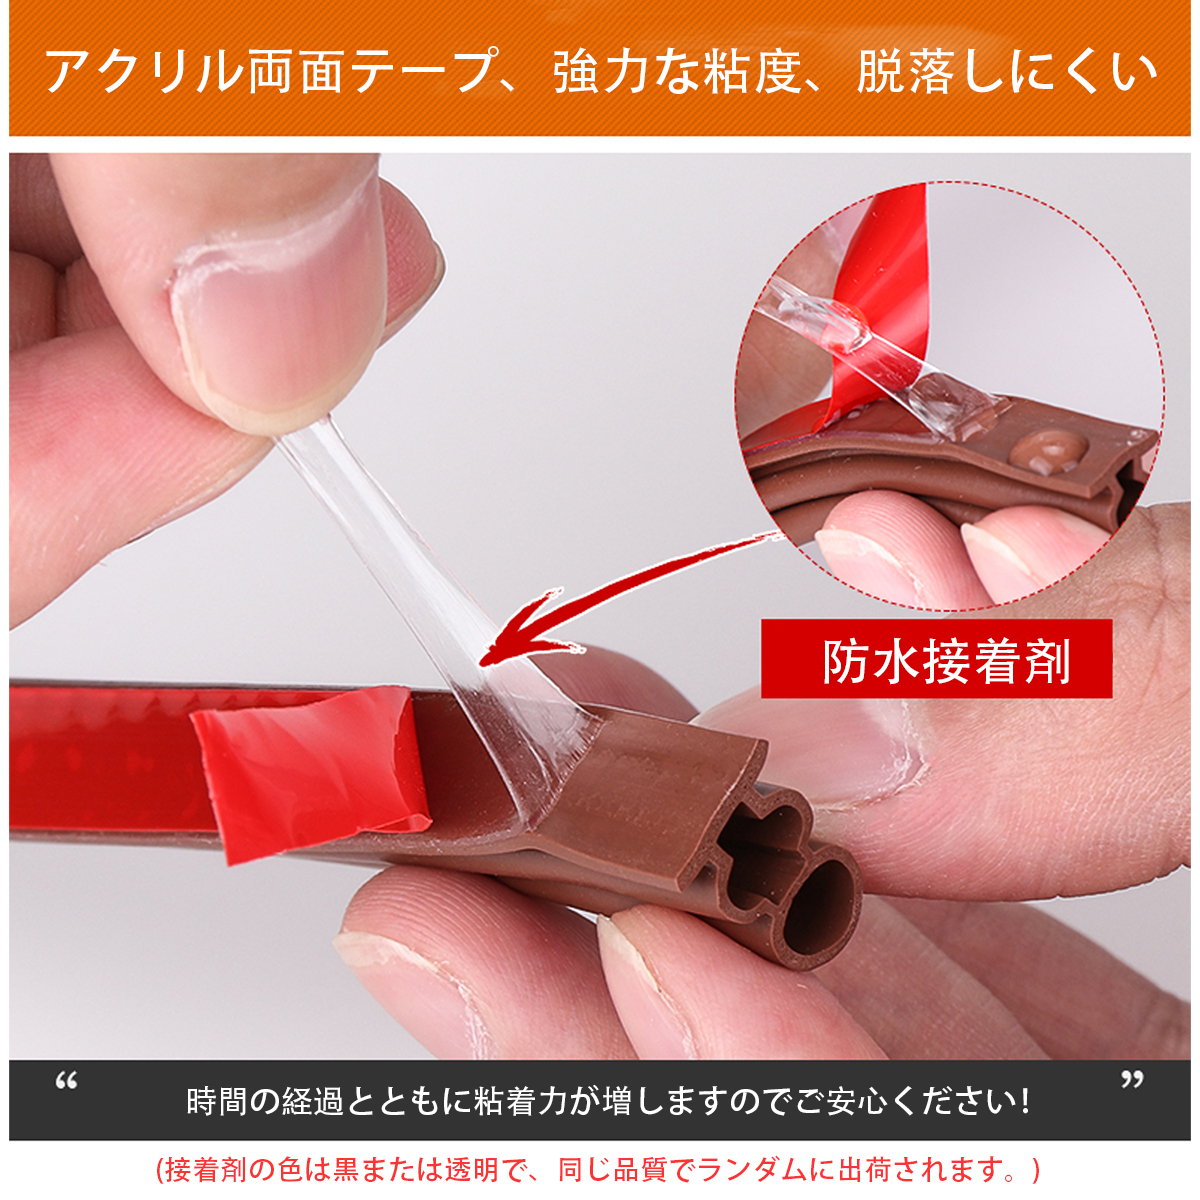 アクリル両面テープ、強力な粘度、脱落しにくい
防水接着剤
“ 時間の経過とともに粘着力が増しますのでご安心ください! ”
(接着剤の色は黒または透明で、同じ品質でランダムに出荷されます。)